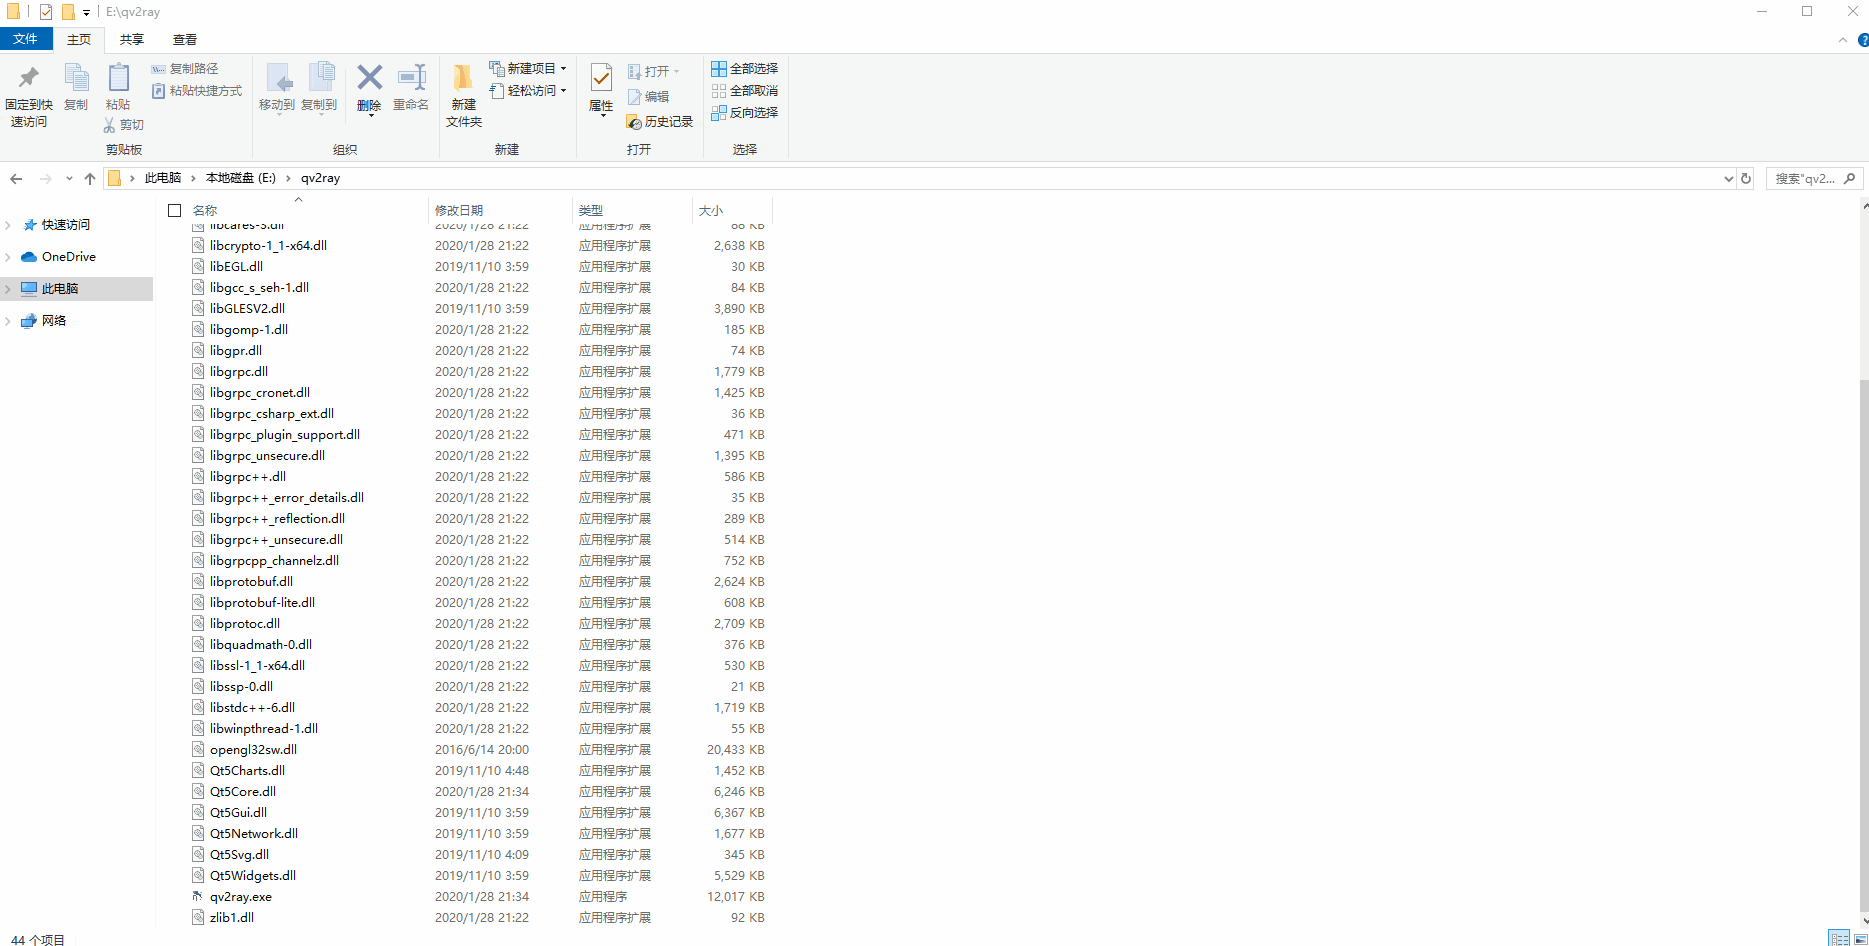 E:\qv2ray
文件 主页 共享 查看
固定到快速访问
复制
粘贴
复制路径
粘贴快捷方式
剪切
剪贴板
移动到
复制到
删除
重命名
组织
新建文件夹
新建项目
轻松访问
新建
属性
打开
编辑
历史记录
打开
全部选择
全部取消
反向选择
选择
此电脑 本地磁盘 (E:) qv2ray
搜索"qv2...
快速访问
OneDrive
此电脑
网络
名称 修改日期 类型 大小
libcares-3.dll 2020/1/28 21:22 应用程序扩展 88 KB
libcrypto-1_1-x64.dll 2020/1/28 21:22 应用程序扩展 2,638 KB
libEGL.dll 2019/11/10 3:59 应用程序扩展 30 KB
libgcc_s_seh-1.dll 2020/1/28 21:22 应用程序扩展 84 KB
libGLESV2.dll 2019/11/10 3:59 应用程序扩展 3,890 KB
libgomp-1.dll 2020/1/28 21:22 应用程序扩展 185 KB
libgpr.dll 2020/1/28 21:22 应用程序扩展 74 KB
libgrpc.dll 2020/1/28 21:22 应用程序扩展 1,779 KB
libgrpc_cronet.dll 2020/1/28 21:22 应用程序扩展 1,425 KB
libgrpc_csharp_ext.dll 2020/1/28 21:22 应用程序扩展 36 KB
libgrpc_plugin_support.dll 2020/1/28 21:22 应用程序扩展 471 KB
libgrpc_unsecure.dll 2020/1/28 21:22 应用程序扩展 1,395 KB
libgrpc++.dll 2020/1/28 21:22 应用程序扩展 586 KB
libgrpc++_error_details.dll 2020/1/28 21:22 应用程序扩展 35 KB
libgrpc++_reflection.dll 2020/1/28 21:22 应用程序扩展 289 KB
libgrpc++_unsecure.dll 2020/1/28 21:22 应用程序扩展 514 KB
libgrpcpp_channelz.dll 2020/1/28 21:22 应用程序扩展 752 KB
libprotobuf.dll 2020/1/28 21:22 应用程序扩展 2,624 KB
libprotobuf-lite.dll 2020/1/28 21:22 应用程序扩展 608 KB
libprotoc.dll 2020/1/28 21:22 应用程序扩展 2,709 KB
libquadmath-0.dll 2020/1/28 21:22 应用程序扩展 376 KB
libssl-1_1-x64.dll 2020/1/28 21:22 应用程序扩展 530 KB
libssp-0.dll 2020/1/28 21:22 应用程序扩展 21 KB
libstdc++-6.dll 2020/1/28 21:22 应用程序扩展 1,719 KB
libwinpthread-1.dll 2020/1/28 21:22 应用程序扩展 55 KB
opengl32sw.dll 2016/6/14 20:00 应用程序扩展 20,433 KB
Qt5Charts.dll 2019/11/10 4:48 应用程序扩展 1,452 KB
Qt5Core.dll 2020/1/28 21:34 应用程序扩展 6,246 KB
Qt5Gui.dll 2019/11/10 3:59 应用程序扩展 6,367 KB
Qt5Network.dll 2019/11/10 3:59 应用程序扩展 1,677 KB
Qt5Svg.dll 2019/11/10 4:09 应用程序扩展 345 KB
Qt5Widgets.dll 2019/11/10 3:59 应用程序扩展 5,529 KB
qv2ray.exe 2020/1/28 21:34 应用程序 12,017 KB
zlib1.dll 2020/1/28 21:22 应用程序扩展 92 KB
44 个项目